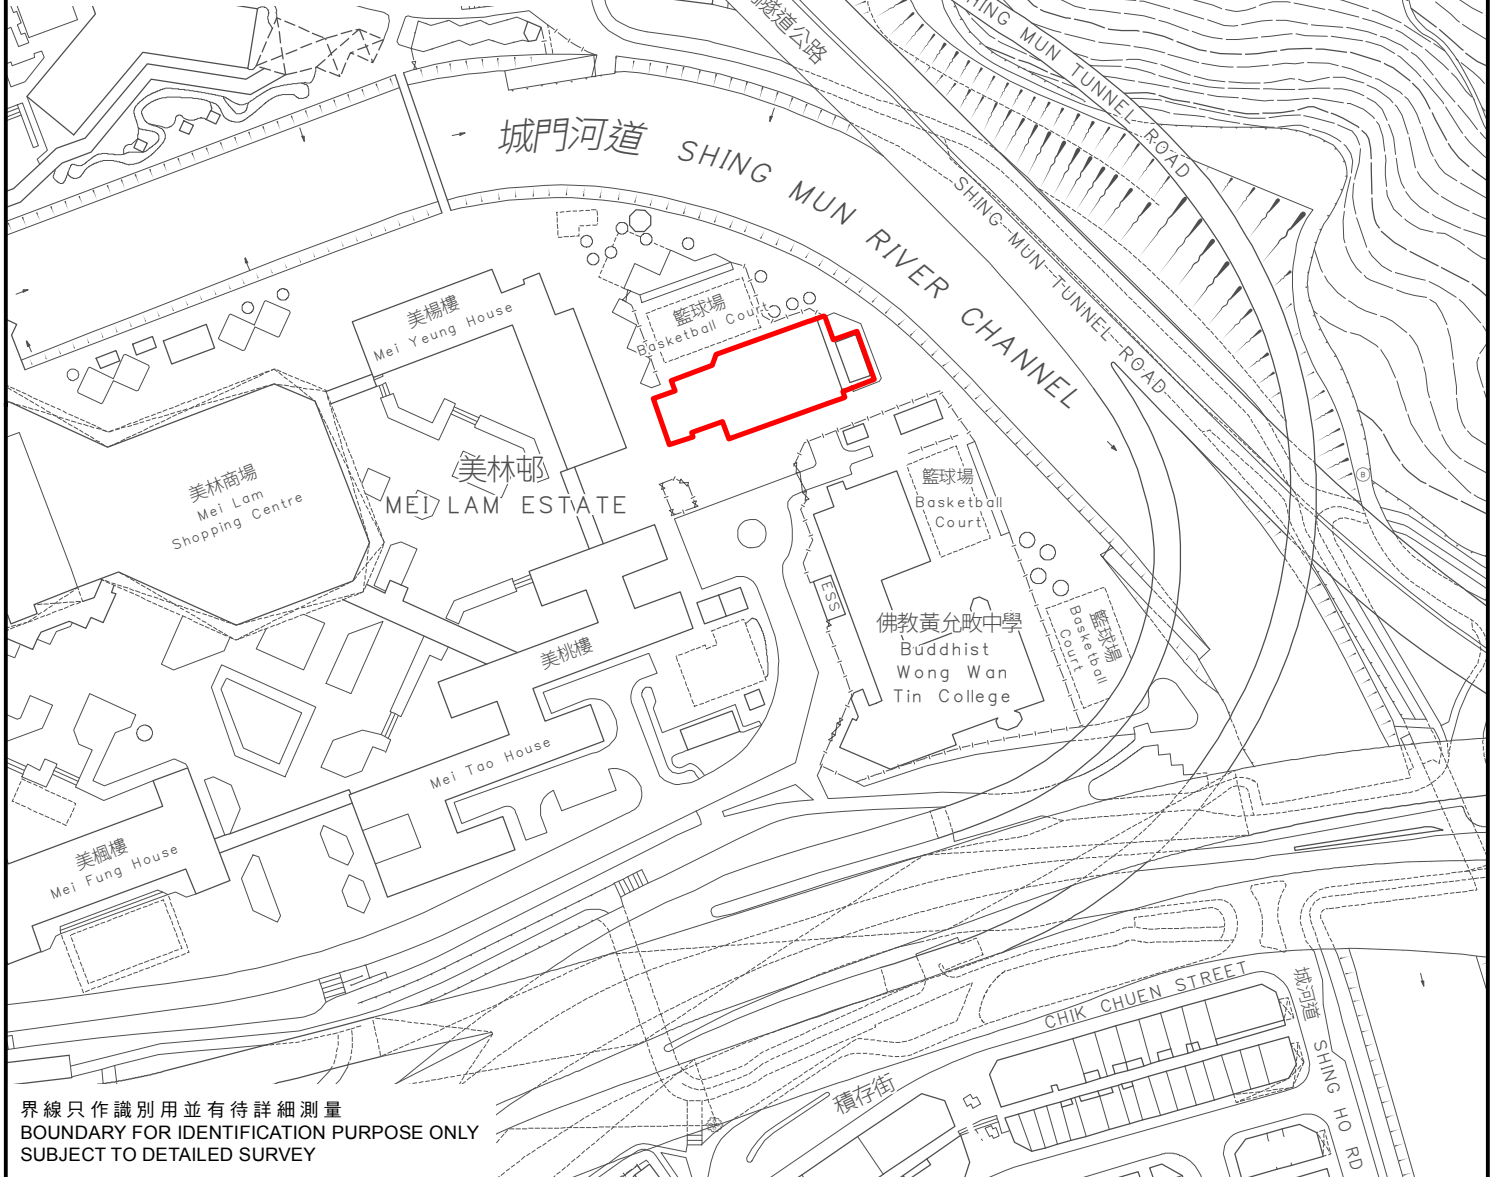 隧道公路
SHING MUN TUNNEL ROAD
城門河道 SHING MUN RIVER CHANNEL
SHING MUN TUNNEL ROAD
美楊樓
Mei Yeung House
籃球場
Basketball Court
美林商場
Mei Lam
Shopping Centre
美林邨
MEI LAM ESTATE
籃球場
Basketball
Court
B
ESS
佛教黃允畋中學
Buddhist
Wong Wan
Tin College
籃球場
Basketball
Court
美桃樓
Mei Tao House
美楓樓
Mei Fung House
CHIK CHUEN STREET
積存街
城河道
SHING HO RD
界線只作識別用並有待詳細測量
BOUNDARY FOR IDENTIFICATION PURPOSE ONLY
SUBJECT TO DETAILED SURVEY